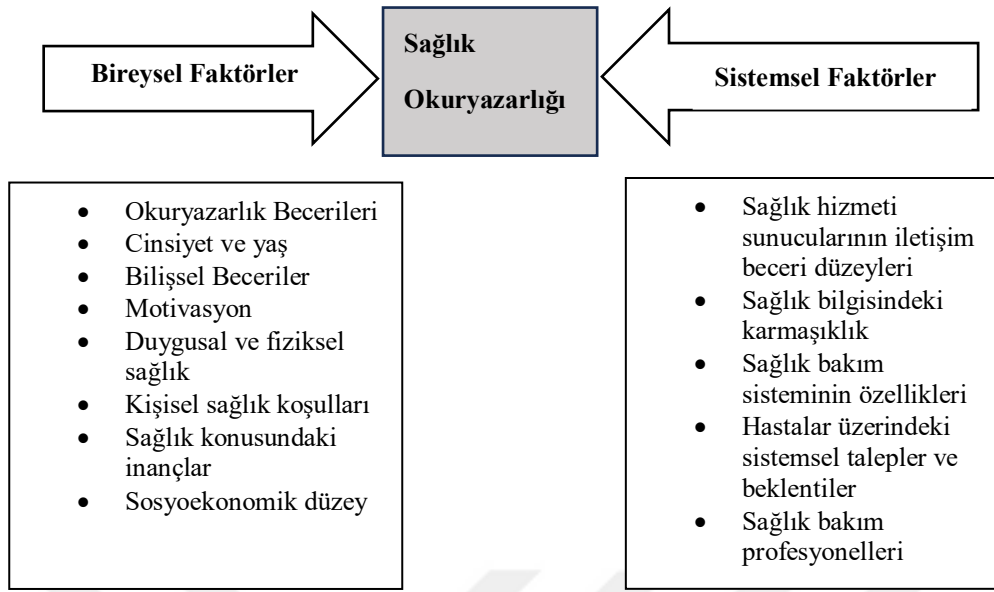 Bireysel Faktörler
Sağlık
Okuryazarlığı
Sistemsel Faktörler
• Okuryazarlık Becerileri
• Cinsiyet ve yaş
• Bilişsel Beceriler
• Motivasyon
• Duygusal ve fiziksel
sağlık
• Kişisel sağlık koşulları
• Sağlık konusundaki
inançlar
• Sosyoekonomik düzey
• Sağlık hizmeti
sunucularının iletişim
beceri düzeyleri
• Sağlık bilgisindeki
karmaşıklık
• Sağlık bakım
sisteminin özellikleri
• Hastalar üzerindeki
sistemsel talepler ve
beklentiler
• Sağlık bakım
profesyonelleri